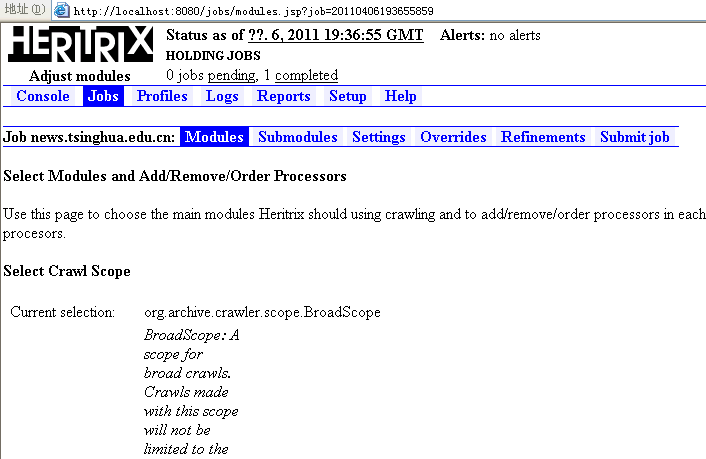 地址(D) http://localhost:8080/jobs/modules.jsp?job=20110406193655859
HERITRIX
Status as of ??. 6, 2011 19:36:55 GMT Alerts: no alerts
HOLDING JOBS
Adjust modules
0 jobs pending, 1 completed
Console Jobs Profiles Logs Reports Setup Help
Job news.tsinghua.edu.cn: Modules Submodules Settings Overrides Refinements Submit job
Select Modules and Add/Remove/Order Processors
Use this page to choose the main modules Heritrix should using crawling and to add/remove/order processors in each
procesors.
Select Crawl Scope
Current selection: org.archive.crawler.scope.BroadScope
BroadScope: A
scope for
broad crawls.
Crawls made
with this scope
will not be
limited to the